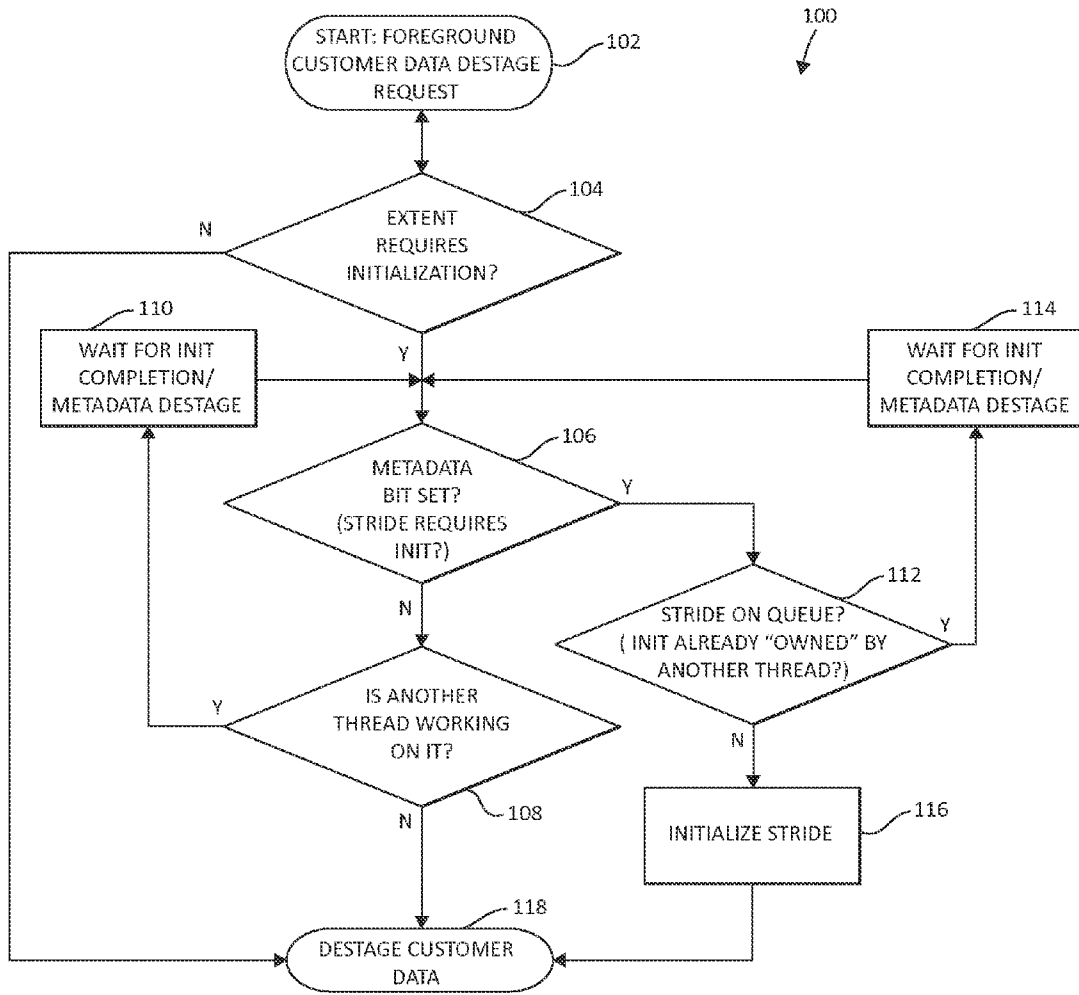 100
START: FOREGROUND
CUSTOMER DATA DESTAGE
REQUEST
102
104
EXTENT
REQUIRES
INITIALIZATION?
N
Y
110
WAIT FOR INIT
COMPLETION/
METADATA DESTAGE
114
WAIT FOR INIT
COMPLETION/
METADATA DESTAGE
106
METADATA
BIT SET?
(STRIDE REQUIRES
INIT?)
Y
N
112
STRIDE ON QUEUE?
( INIT ALREADY "OWNED" BY
ANOTHER THREAD?)
Y
N
IS ANOTHER
THREAD WORKING
ON IT?
Y
N
108
INITIALIZE STRIDE
116
118
DESTAGE CUSTOMER
DATA